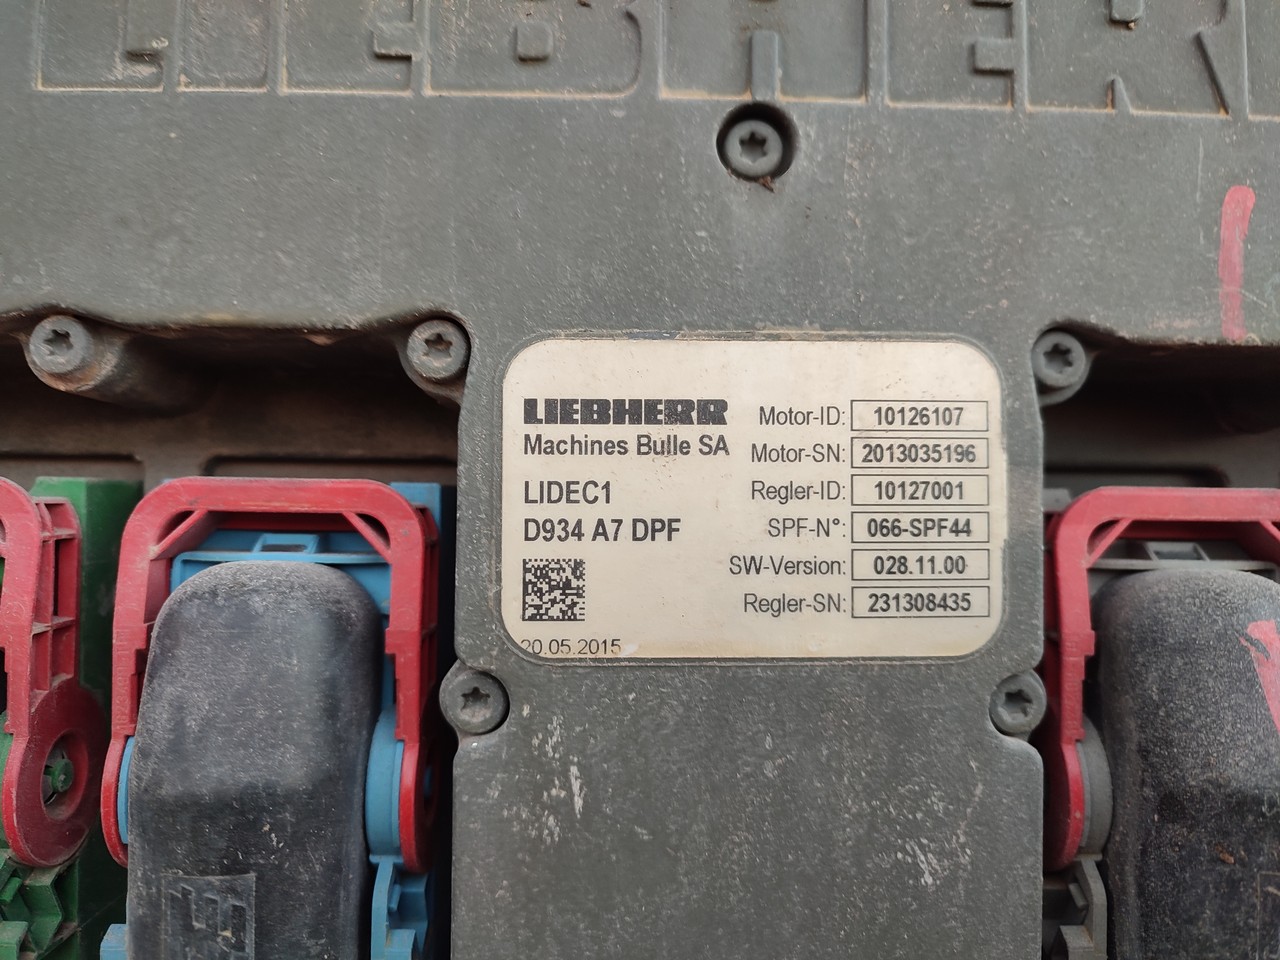 LIEBHERR
LIEBHERR
Machines Bulle SA
LIDEC1
D934 A7 DPF
20.05.2015
Motor-ID: 10126107
Motor-SN: 2013035196
Regler-ID: 10127001
SPF-N°: 066-SPF44
SW-Version: 028.11.00
Regler-SN: 231308435